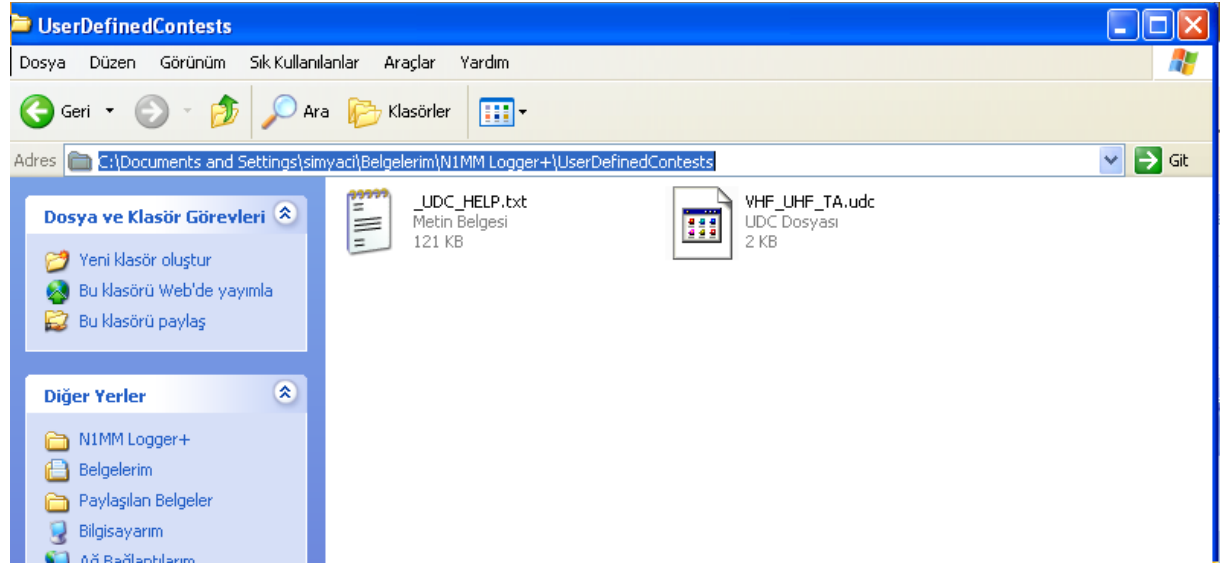 UserDefinedContests
Dosya Düzen Görünüm Sık Kullanılanlar Araçlar Yardım
Geri Ara Klasörler
Adres C:\Documents and Settings\simyaci\Belgelerim\N1MM Logger+\UserDefinedContests Git
Dosya ve Klasör Görevleri
Yeni klasör oluştur
Bu klasörü Web'de yayımla
Bu klasörü paylaş
Diğer Yerler
N1MM Logger+
Belgelerim
Paylaşılan Belgeler
Bilgisayarım
Ağ Bağlantılarım
_UDC_HELP.txt
Metin Belgesi
121 KB
VHF_UHF_TA.udc
UDC Dosyası
2 KB